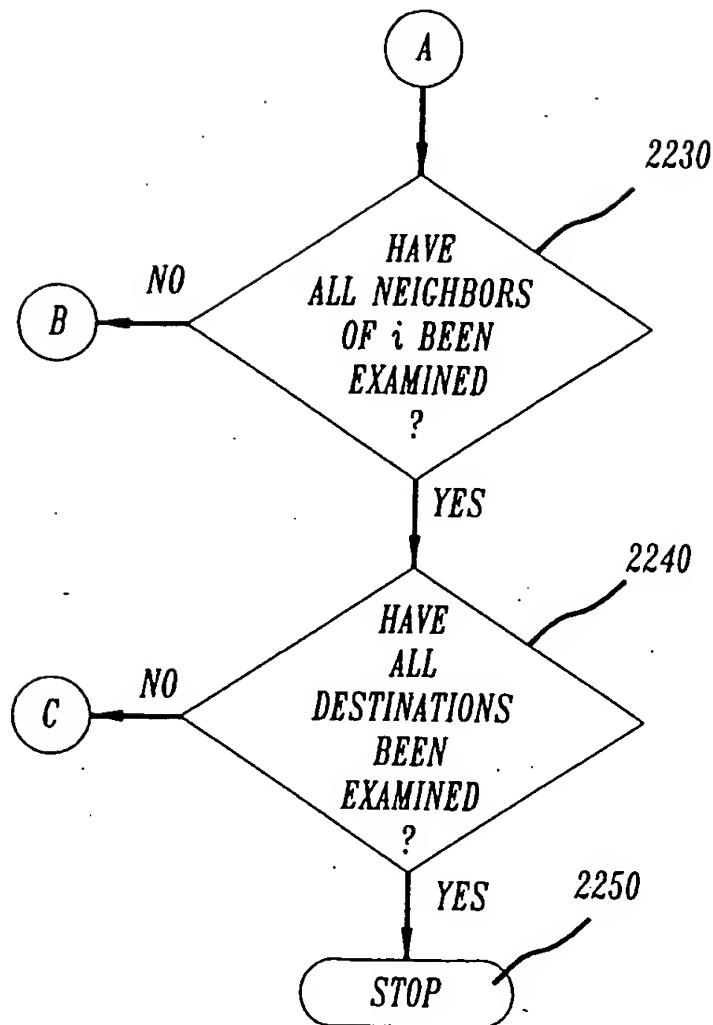 A
2230
HAVE
ALL NEIGHBORS
OF i BEEN
EXAMINED
?
NO
B
YES
2240
HAVE
ALL
DESTINATIONS
BEEN
EXAMINED
?
NO
C
YES
2250
STOP